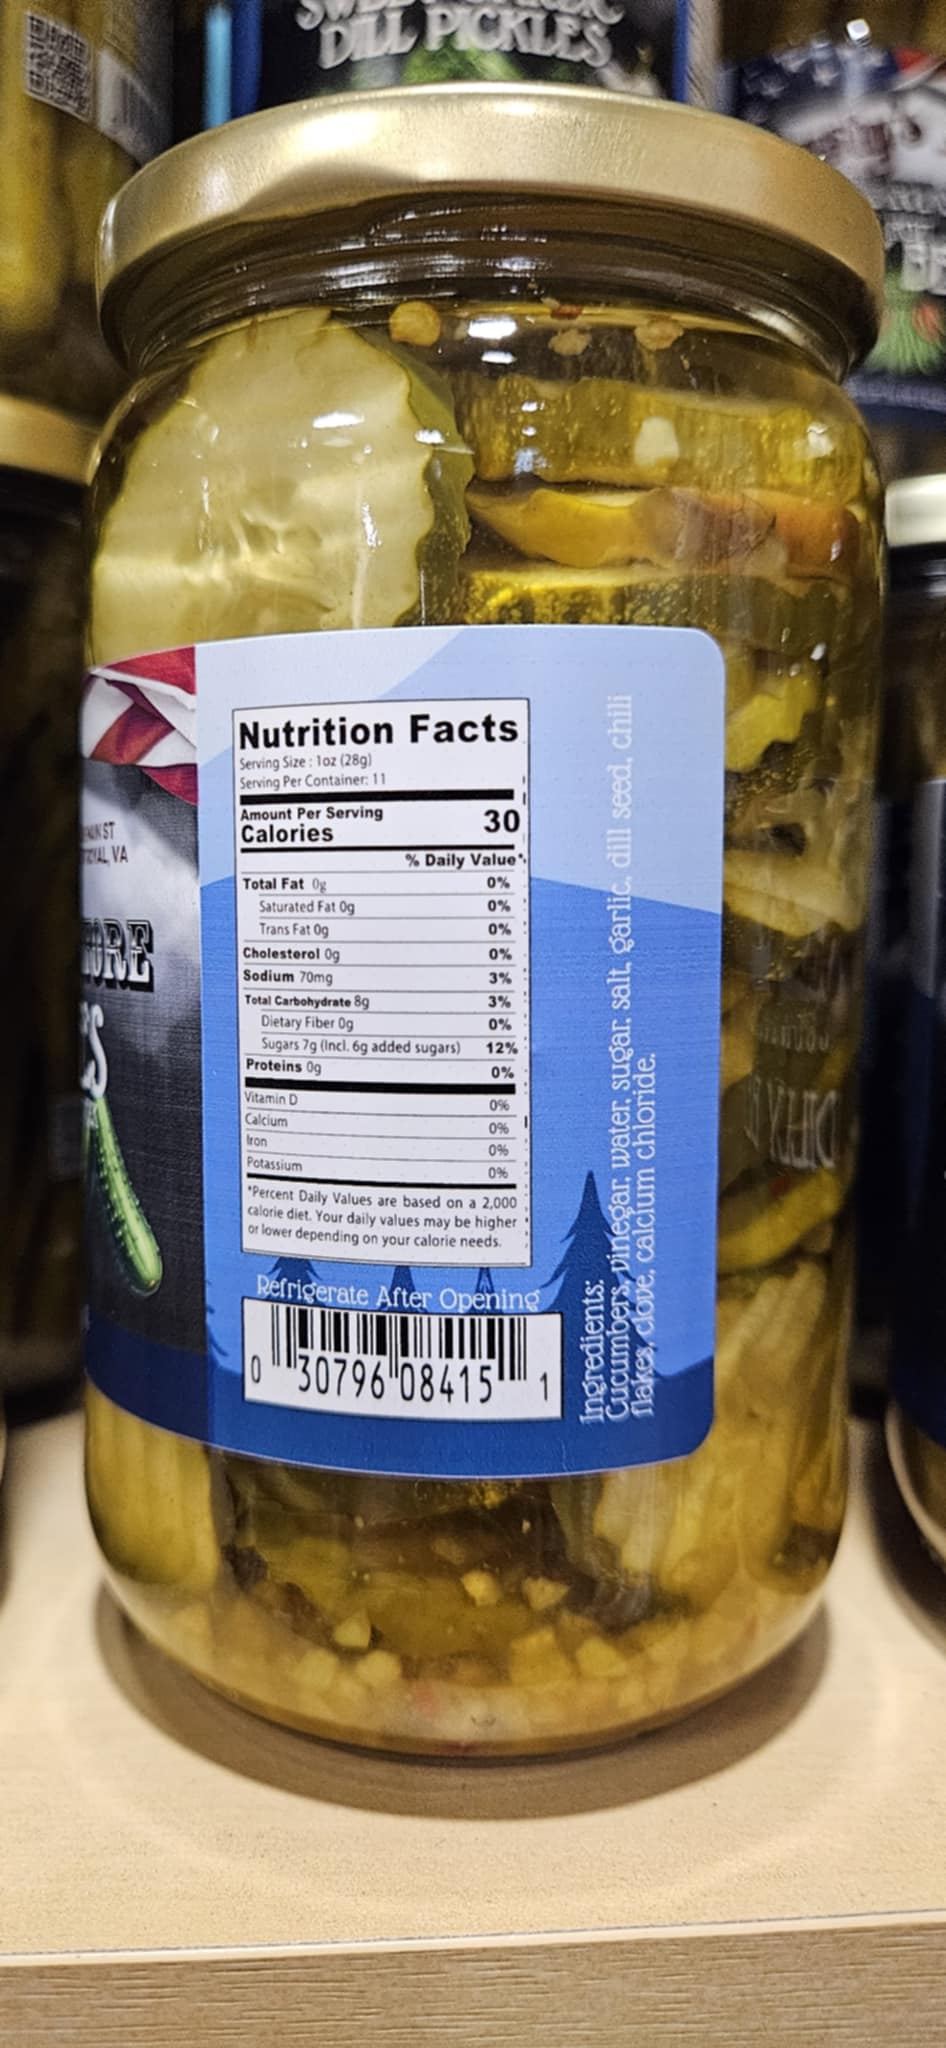 DILL PICKLES
ST
VA
Nutrition Facts
Serving Size : 1oz (28g)
Serving Per Container: 11
Amount Per Serving
Calories 30
% Daily Value*
Total Fat 0g 0%
Saturated Fat 0g 0%
Trans Fat 0g 0%
Cholesterol 0g 0%
Sodium 70mg 3%
Total Carbohydrate 8g 3%
Dietary Fiber 0g 0%
Sugars 7g (Incl. 6g added sugars) 12%
Proteins 0g 0%
Vitamin D 0%
Calcium 0%
Iron 0%
Potassium 0%
*Percent Daily Values are based on a 2,000
calorie diet. Your daily values may be higher
or lower depending on your calorie needs.
Refrigerate After Opening
0 30796 08415 1
Ingredients:
Cucumbers, vinegar, water, sugar, salt, garlic, dill seed, chili
flakes, clove, calcium chloride.